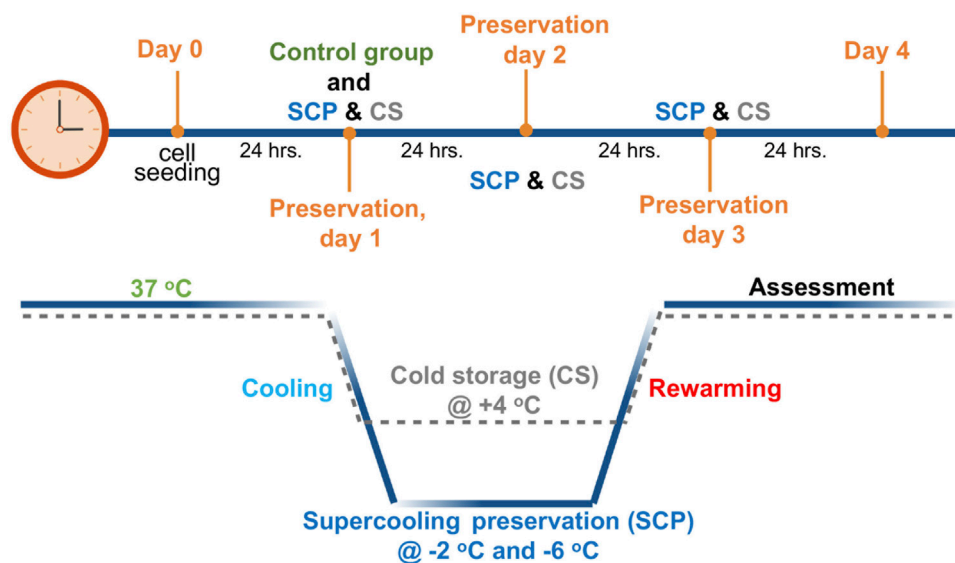 Day 0
Control group
and
SCP & CS
Preservation
day 2
SCP & CS
Day 4
cell
seeding
24 hrs.
24 hrs.
24 hrs.
24 hrs.
SCP & CS
Preservation,
day 1
Preservation
day 3
37 °C
Assessment
Cooling
Cold storage (CS)
@ +4 °C
Rewarming
Supercooling preservation (SCP)
@ -2 °C and -6 °C